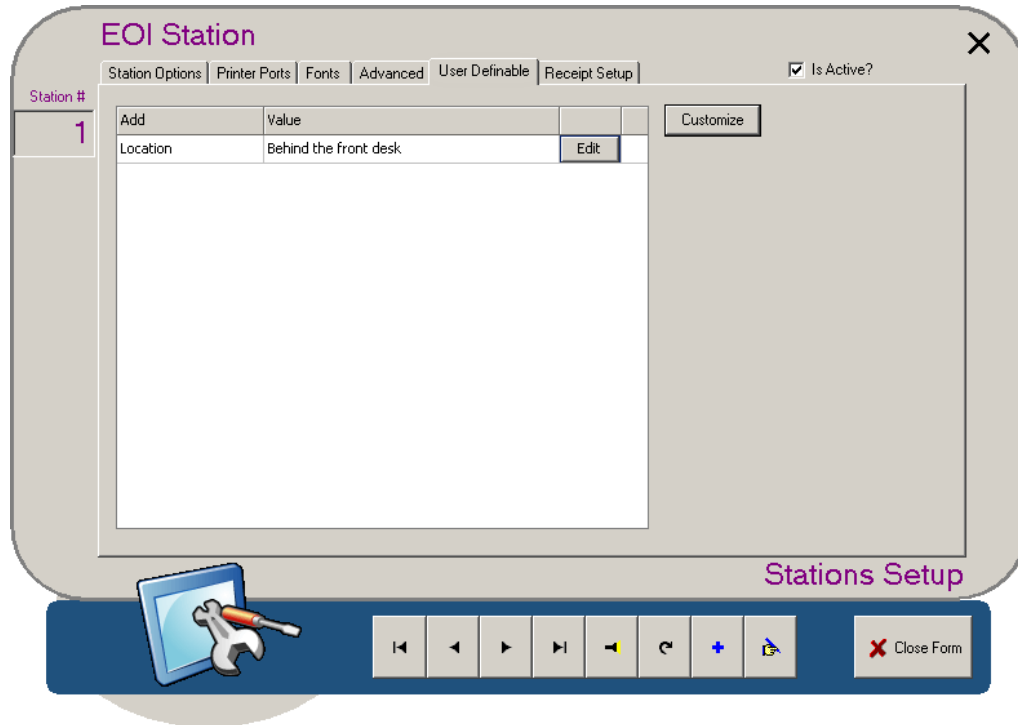 EOI Station
Station Options Printer Ports Fonts Advanced User Definable Receipt Setup Is Active?
Station #
1
Add Value
Location Behind the front desk Edit
Customize
Stations Setup
Close Form